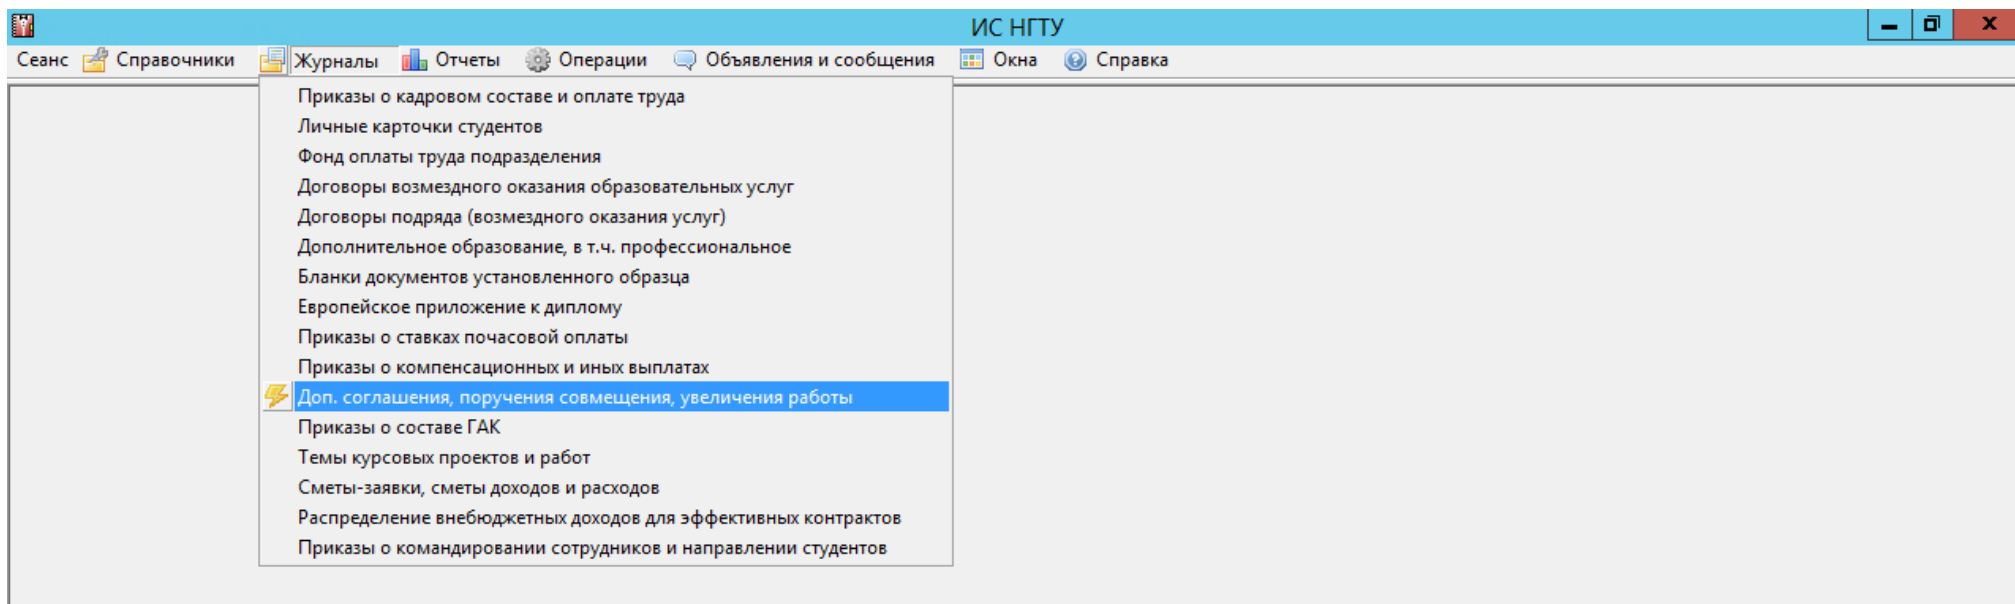 ИС НГТУ
Сеанс Справочники Журналы Отчеты Операции Объявления и сообщения Окна Справка
Приказы о кадровом составе и оплате труда
Личные карточки студентов
Фонд оплаты труда подразделения
Договоры возмездного оказания образовательных услуг
Договоры подряда (возмездного оказания услуг)
Дополнительное образование, в т.ч. профессиональное
Бланки документов установленного образца
Европейское приложение к диплому
Приказы о ставках почасовой оплаты
Приказы о компенсационных и иных выплатах
Доп. соглашения, поручения совмещения, увеличения работы
Приказы о составе ГАК
Темы курсовых проектов и работ
Сметы-заявки, сметы доходов и расходов
Распределение внебюджетных доходов для эффективных контрактов
Приказы о командировании сотрудников и направлении студентов